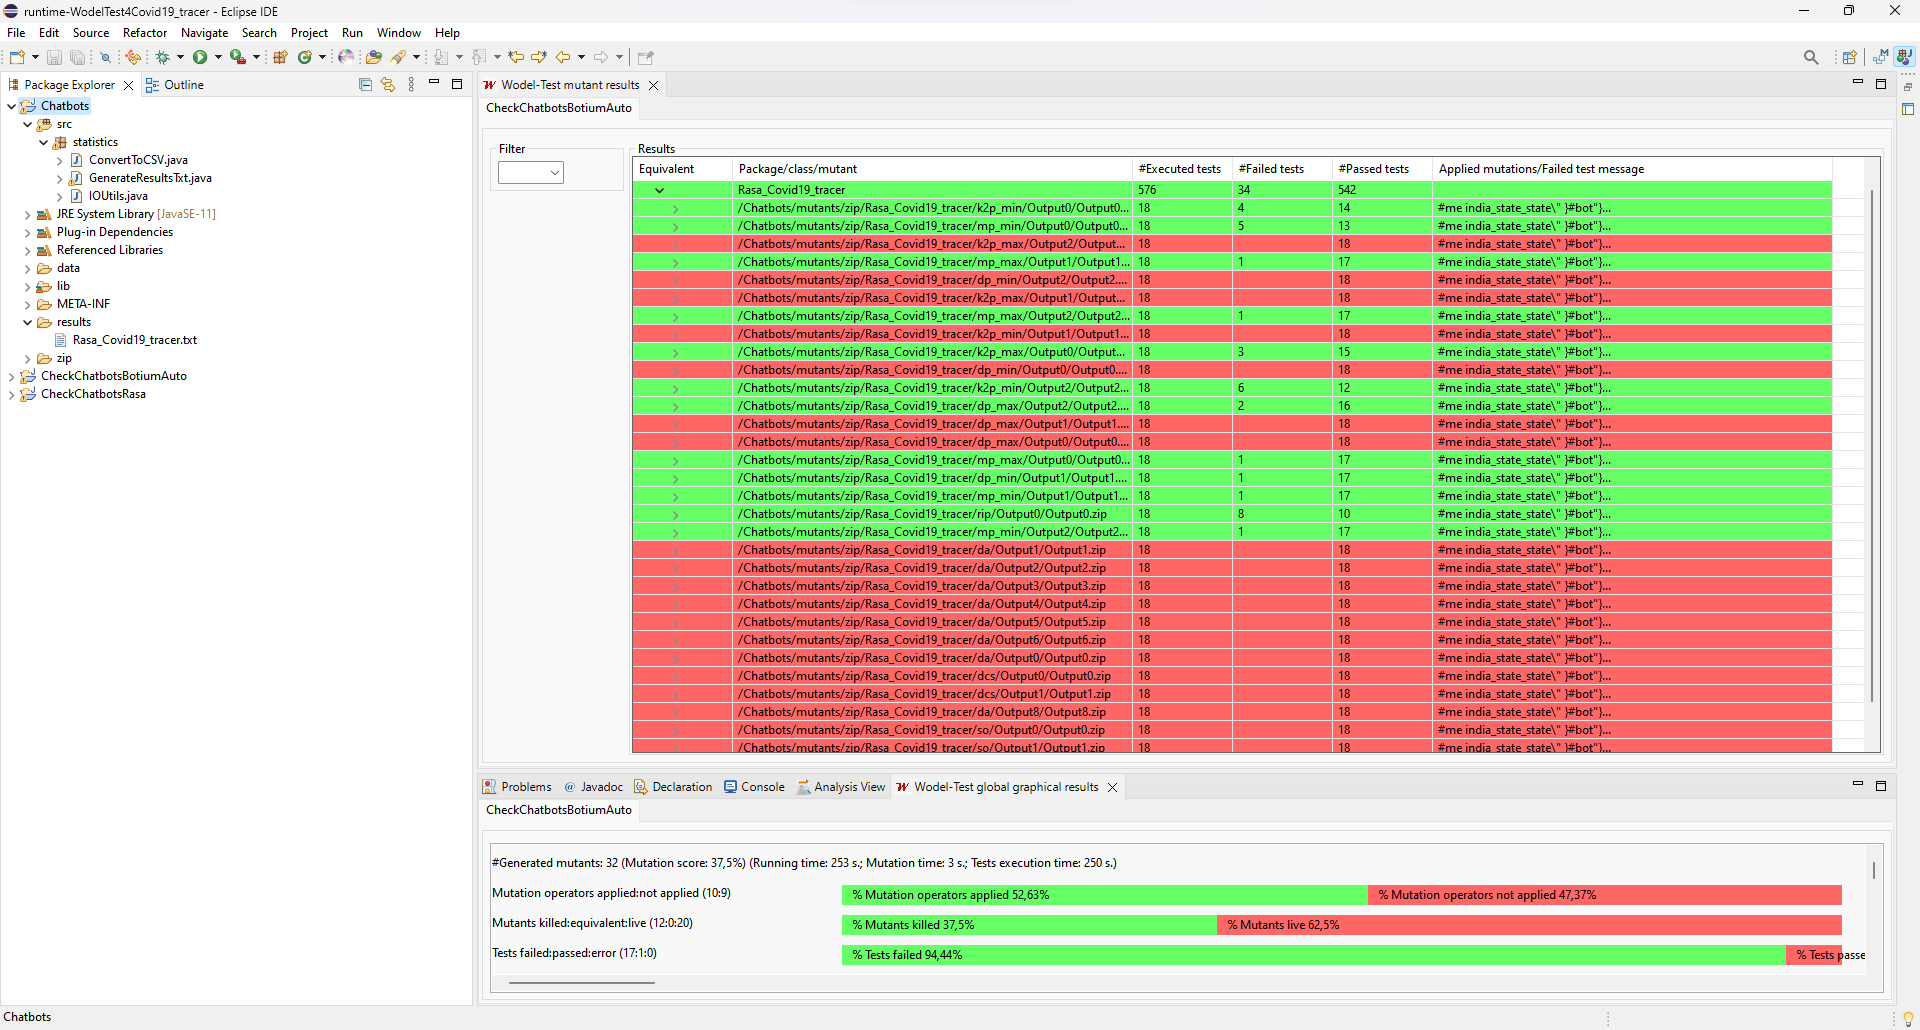 runtime-WodelTest4Covid19_tracer - Eclipse IDE
File Edit Source Refactor Navigate Search Project Run Window Help
Package Explorer Outline
Chatbots
src
statistics
ConvertToCSV.java
GenerateResultsTxt.java
IOUtils.java
JRE System Library [JavaSE-11]
Plug-in Dependencies
Referenced Libraries
data
lib
META-INF
results
Rasa_Covid19_tracer.txt
zip
CheckChatbotsBotiumAuto
CheckChatbotsRasa
Wodel-Test mutant results
CheckChatbotsBotiumAuto
Filter
Results
Equivalent Package/class/mutant #Executed tests #Failed tests #Passed tests Applied mutations/Failed test message
Rasa_Covid19_tracer 576 34 542
/Chatbots/mutants/zip/Rasa_Covid19_tracer/k2p_min/Output0/Output0... 18 4 14 #me india_state_state\" }#bot"}...
/Chatbots/mutants/zip/Rasa_Covid19_tracer/mp_min/Output0/Output0... 18 5 13 #me india_state_state\" }#bot"}...
/Chatbots/mutants/zip/Rasa_Covid19_tracer/k2p_max/Output2/Output... 18 18 #me india_state_state\" }#bot"}...
/Chatbots/mutants/zip/Rasa_Covid19_tracer/mp_max/Output1/Output1... 18 1 17 #me india_state_state\" }#bot"}...
/Chatbots/mutants/zip/Rasa_Covid19_tracer/dp_min/Output2/Output2.... 18 18 #me india_state_state\" }#bot"}...
/Chatbots/mutants/zip/Rasa_Covid19_tracer/k2p_max/Output1/Output... 18 18 #me india_state_state\" }#bot"}...
/Chatbots/mutants/zip/Rasa_Covid19_tracer/mp_max/Output2/Output2... 18 1 17 #me india_state_state\" }#bot"}...
/Chatbots/mutants/zip/Rasa_Covid19_tracer/k2p_min/Output1/Output1... 18 18 #me india_state_state\" }#bot"}...
/Chatbots/mutants/zip/Rasa_Covid19_tracer/k2p_max/Output0/Output... 18 3 15 #me india_state_state\" }#bot"}...
/Chatbots/mutants/zip/Rasa_Covid19_tracer/dp_min/Output0/Output0.... 18 18 #me india_state_state\" }#bot"}...
/Chatbots/mutants/zip/Rasa_Covid19_tracer/k2p_min/Output2/Output2... 18 6 12 #me india_state_state\" }#bot"}...
/Chatbots/mutants/zip/Rasa_Covid19_tracer/dp_max/Output2/Output2.... 18 2 16 #me india_state_state\" }#bot"}...
/Chatbots/mutants/zip/Rasa_Covid19_tracer/dp_max/Output1/Output1.... 18 18 #me india_state_state\" }#bot"}...
/Chatbots/mutants/zip/Rasa_Covid19_tracer/dp_max/Output0/Output0.... 18 18 #me india_state_state\" }#bot"}...
/Chatbots/mutants/zip/Rasa_Covid19_tracer/mp_max/Output0/Output0... 18 1 17 #me india_state_state\" }#bot"}...
/Chatbots/mutants/zip/Rasa_Covid19_tracer/dp_min/Output1/Output1.... 18 1 17 #me india_state_state\" }#bot"}...
/Chatbots/mutants/zip/Rasa_Covid19_tracer/mp_min/Output1/Output1... 18 1 17 #me india_state_state\" }#bot"}...
/Chatbots/mutants/zip/Rasa_Covid19_tracer/rip/Output0/Output0.zip 18 8 10 #me india_state_state\" }#bot"}...
/Chatbots/mutants/zip/Rasa_Covid19_tracer/mp_min/Output2/Output2... 18 1 17 #me india_state_state\" }#bot"}...
/Chatbots/mutants/zip/Rasa_Covid19_tracer/da/Output1/Output1.zip 18 18 #me india_state_state\" }#bot"}...
/Chatbots/mutants/zip/Rasa_Covid19_tracer/da/Output2/Output2.zip 18 18 #me india_state_state\" }#bot"}...
/Chatbots/mutants/zip/Rasa_Covid19_tracer/da/Output3/Output3.zip 18 18 #me india_state_state\" }#bot"}...
/Chatbots/mutants/zip/Rasa_Covid19_tracer/da/Output4/Output4.zip 18 18 #me india_state_state\" }#bot"}...
/Chatbots/mutants/zip/Rasa_Covid19_tracer/da/Output5/Output5.zip 18 18 #me india_state_state\" }#bot"}...
/Chatbots/mutants/zip/Rasa_Covid19_tracer/da/Output6/Output6.zip 18 18 #me india_state_state\" }#bot"}...
/Chatbots/mutants/zip/Rasa_Covid19_tracer/da/Output0/Output0.zip 18 18 #me india_state_state\" }#bot"}...
/Chatbots/mutants/zip/Rasa_Covid19_tracer/dcs/Output0/Output0.zip 18 18 #me india_state_state\" }#bot"}...
/Chatbots/mutants/zip/Rasa_Covid19_tracer/dcs/Output1/Output1.zip 18 18 #me india_state_state\" }#bot"}...
/Chatbots/mutants/zip/Rasa_Covid19_tracer/da/Output8/Output8.zip 18 18 #me india_state_state\" }#bot"}...
/Chatbots/mutants/zip/Rasa_Covid19_tracer/so/Output0/Output0.zip 18 18 #me india_state_state\" }#bot"}...
/Chatbots/mutants/zip/Rasa_Covid19_tracer/so/Output1/Output1.zip 18 18 #me india_state_state\" }#bot"}...
Problems Javadoc Declaration Console Analysis View Wodel-Test global graphical results
CheckChatbotsBotiumAuto
#Generated mutants: 32 (Mutation score: 37,5%) (Running time: 253 s.; Mutation time: 3 s.; Tests execution time: 250 s.)
Mutation operators applied:not applied (10:9) % Mutation operators applied 52,63% % Mutation operators not applied 47,37%
Mutants killed:equivalent:live (12:0:20) % Mutants killed 37,5% % Mutants live 62,5%
Tests failed:passed:error (17:1:0) % Tests failed 94,44% % Tests passe
Chatbots